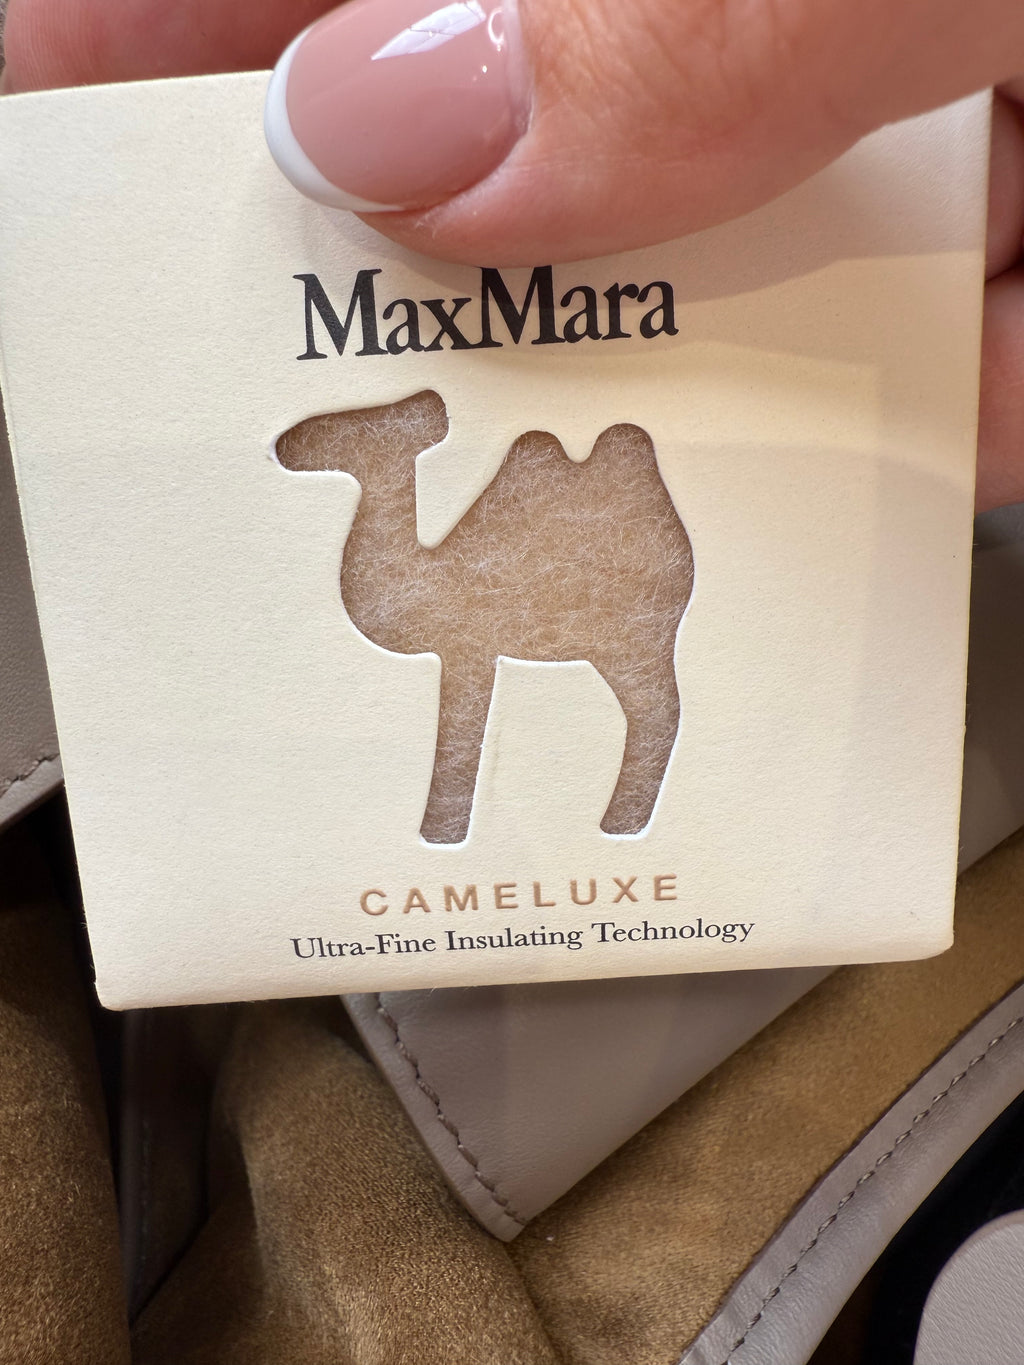 MaxMara
CAMELUXE
Ultra-Fine Insulating Technology